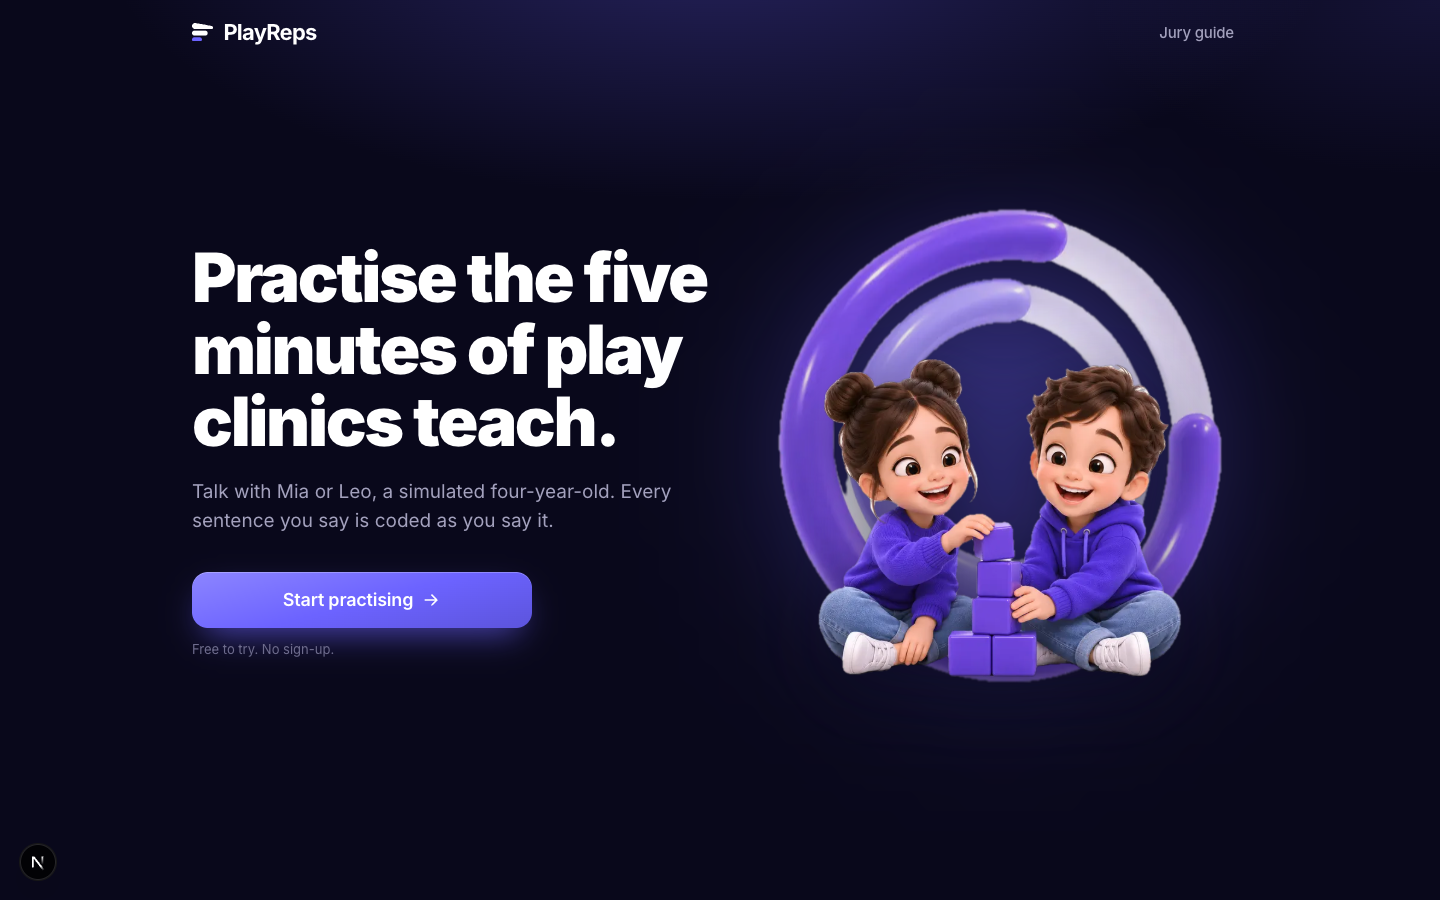 PlayReps
Jury guide
Practise the five
minutes of play
clinics teach.
Talk with Mia or Leo, a simulated four-year-old. Every
sentence you say is coded as you say it.
Start practising →
Free to try. No sign-up.
N